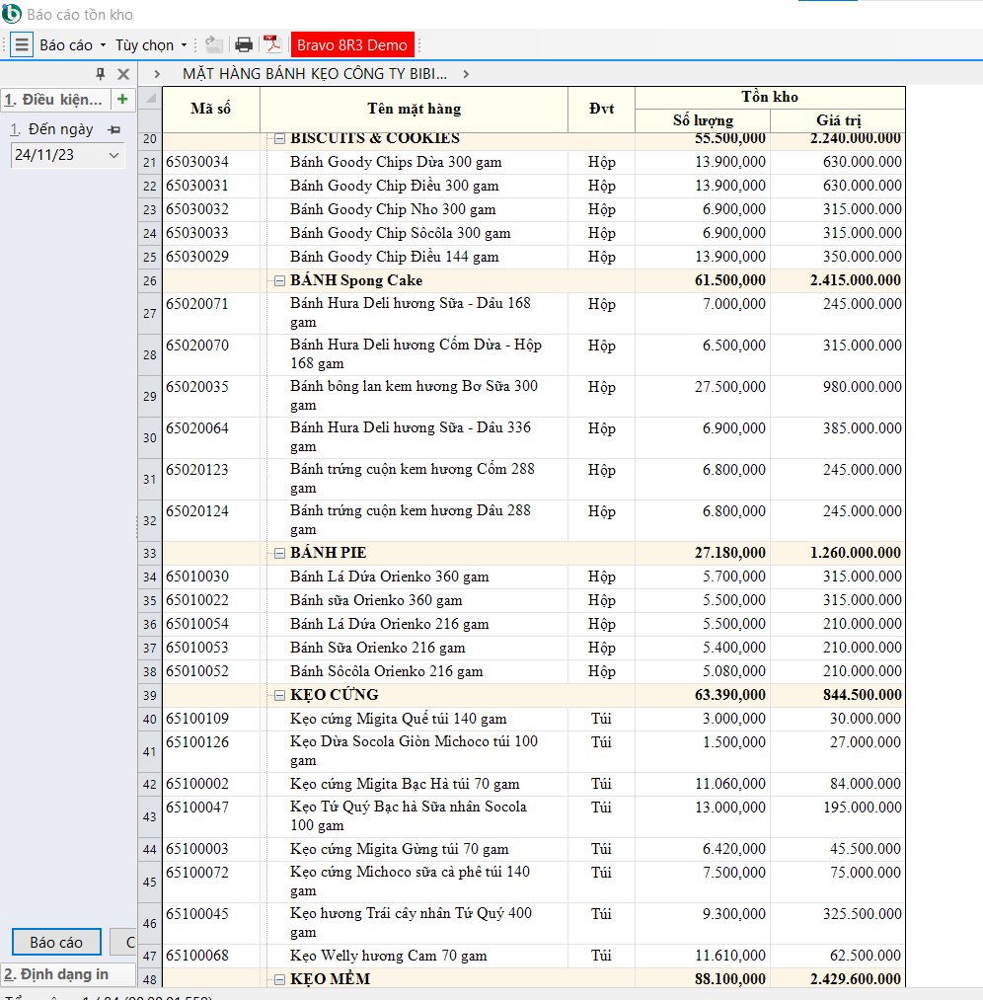 Báo cáo tồn kho
Báo cáo Tùy chọn Bravo 8R3 Demo
MẶT HÀNG BÁNH KẸO CÔNG TY BIBI...
1. Điều kiện...
1. Đến ngày
24/11/23
Báo cáo C
2. Định dạng in
Mã số Tên mặt hàng Đvt Tồn kho
Số lượng Giá trị
20 BISCUITS & COOKIES 55.500,000 2.240.000.000
21 65030034 Bánh Goody Chips Dừa 300 gam Hộp 13.900,000 630.000.000
22 65030031 Bánh Goody Chip Điều 300 gam Hộp 13.900,000 630.000.000
23 65030032 Bánh Goody Chip Nho 300 gam Hộp 6.900,000 315.000.000
24 65030033 Bánh Goody Chip Sôcôla 300 gam Hộp 6.900,000 315.000.000
25 65030029 Bánh Goody Chip Điều 144 gam Hộp 13.900,000 350.000.000
26 BÁNH Spong Cake 61.500,000 2.415.000.000
27 65020071 Bánh Hura Deli hương Sữa - Dâu 168 Hộp 7.000,000 245.000.000
gam
28 65020070 Bánh Hura Deli hương Cốm Dừa - Hộp Hộp 6.500,000 315.000.000
168 gam
29 65020035 Bánh bông lan kem hương Bơ Sữa 300 Hộp 27.500,000 980.000.000
gam
30 65020064 Bánh Hura Deli hương Sữa - Dâu 336 Hộp 6.900,000 385.000.000
gam
31 65020123 Bánh trứng cuộn kem hương Cốm 288 Hộp 6.800,000 245.000.000
gam
32 65020124 Bánh trứng cuộn kem hương Dâu 288 Hộp 6.800,000 245.000.000
gam
33 BÁNH PIE 27.180,000 1.260.000.000
34 65010030 Bánh Lá Dứa Orienko 360 gam Hộp 5.700,000 315.000.000
35 65010022 Bánh sữa Orienko 360 gam Hộp 5.500,000 315.000.000
36 65010054 Bánh Lá Dứa Orienko 216 gam Hộp 5.500,000 210.000.000
37 65010053 Bánh Sữa Orienko 216 gam Hộp 5.400,000 210.000.000
38 65010052 Bánh Sôcôla Orienko 216 gam Hộp 5.080,000 210.000.000
39 KẸO CỨNG 63.390,000 844.500.000
40 65100109 Kẹo cứng Migita Quế túi 140 gam Túi 3.000,000 30.000.000
41 65100126 Kẹo Dừa Socola Giòn Michoco túi 100 Túi 1.500,000 27.000.000
gam
42 65100002 Kẹo cứng Migita Bạc Hà túi 70 gam Túi 11.060,000 84.000.000
43 65100047 Kẹo Tứ Quý Bạc hà Sữa nhân Socola Túi 13.000,000 195.000.000
100 gam
44 65100003 Kẹo cứng Migita Gừng túi 70 gam Túi 6.420,000 45.500.000
45 65100072 Kẹo cứng Michoco sữa cà phê túi 140 Túi 7.500,000 75.000.000
gam
46 65100045 Kẹo hương Trái cây nhân Tứ Quý 400 Túi 9.300,000 325.500.000
gam
47 65100068 Kẹo Welly hương Cam 70 gam Túi 11.610,000 62.500.000
48 KẸO MỀM 88.100,000 2.429.600.000